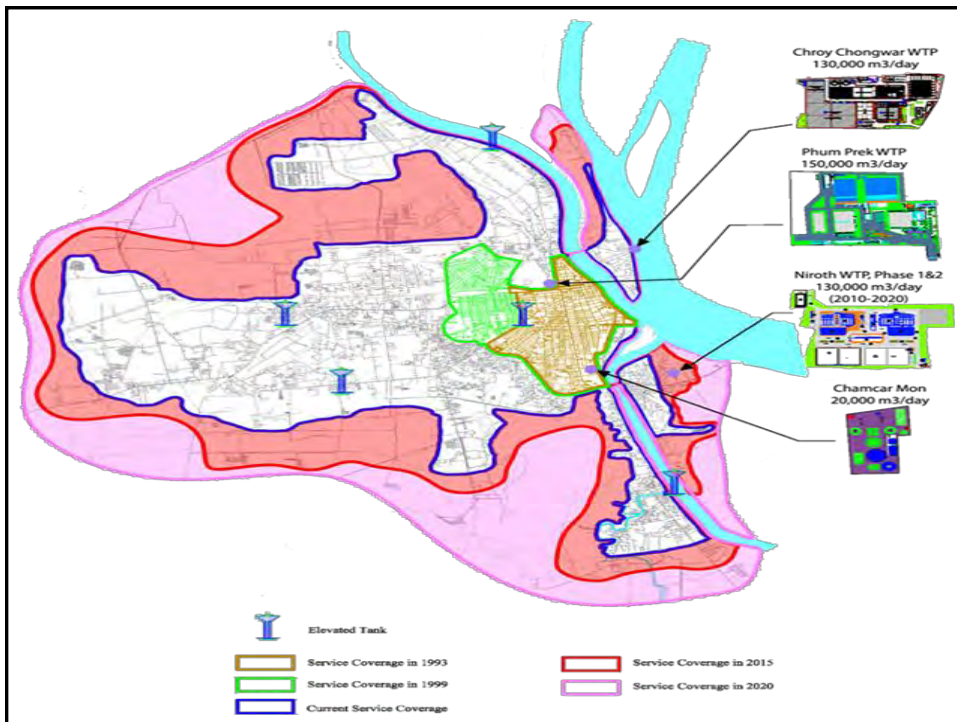 Chroy Chongwar WTP
130,000 m3/day
Phum Prek WTP
150,000 m3/day
Niroth WTP, Phase 1&2
130,000 m3/day
(2010-2020)
Chamcar Mon
20,000 m3/day
Elevated Tank
Service Coverage in 1993
Service Coverage in 1999
Current Service Coverage
Service Coverage in 2015
Service Coverage in 2020